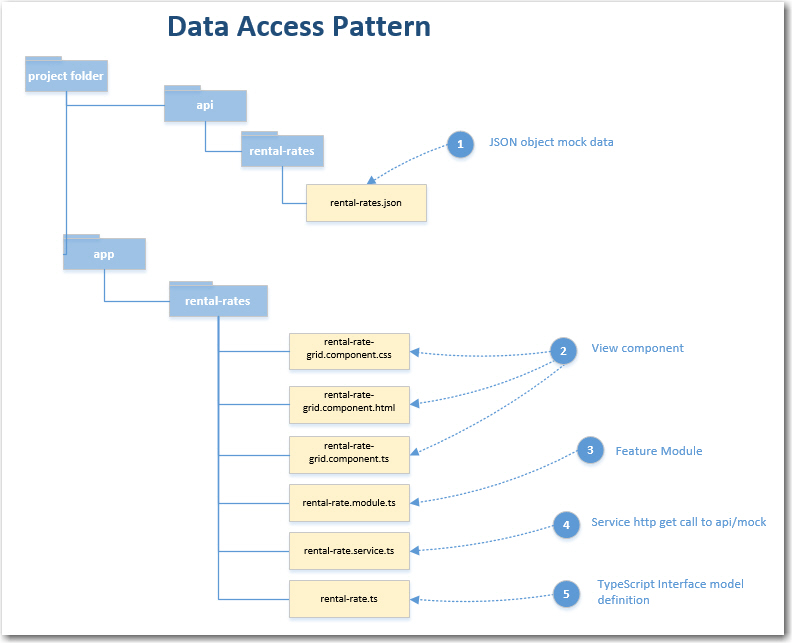 Data Access Pattern
project folder
api
rental-rates
1
JSON object mock data
rental-rates.json
app
rental-rates
rental-rate-
grid.component.css
2
View component
rental-rate-
grid.component.html
rental-rate-
grid.component.ts
3
Feature Module
rental-rate.module.ts
4
Service http get call to api/mock
rental-rate.service.ts
5
TypeScript Interface model
definition
rental-rate.ts